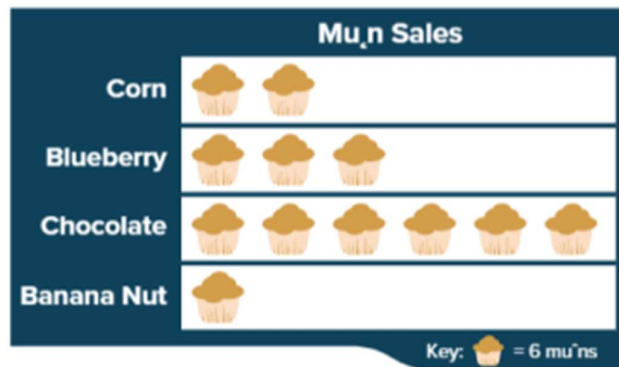 Mu˛n Sales
Corn
Blueberry
Chocolate
Banana Nut
Key: = 6 muˆns